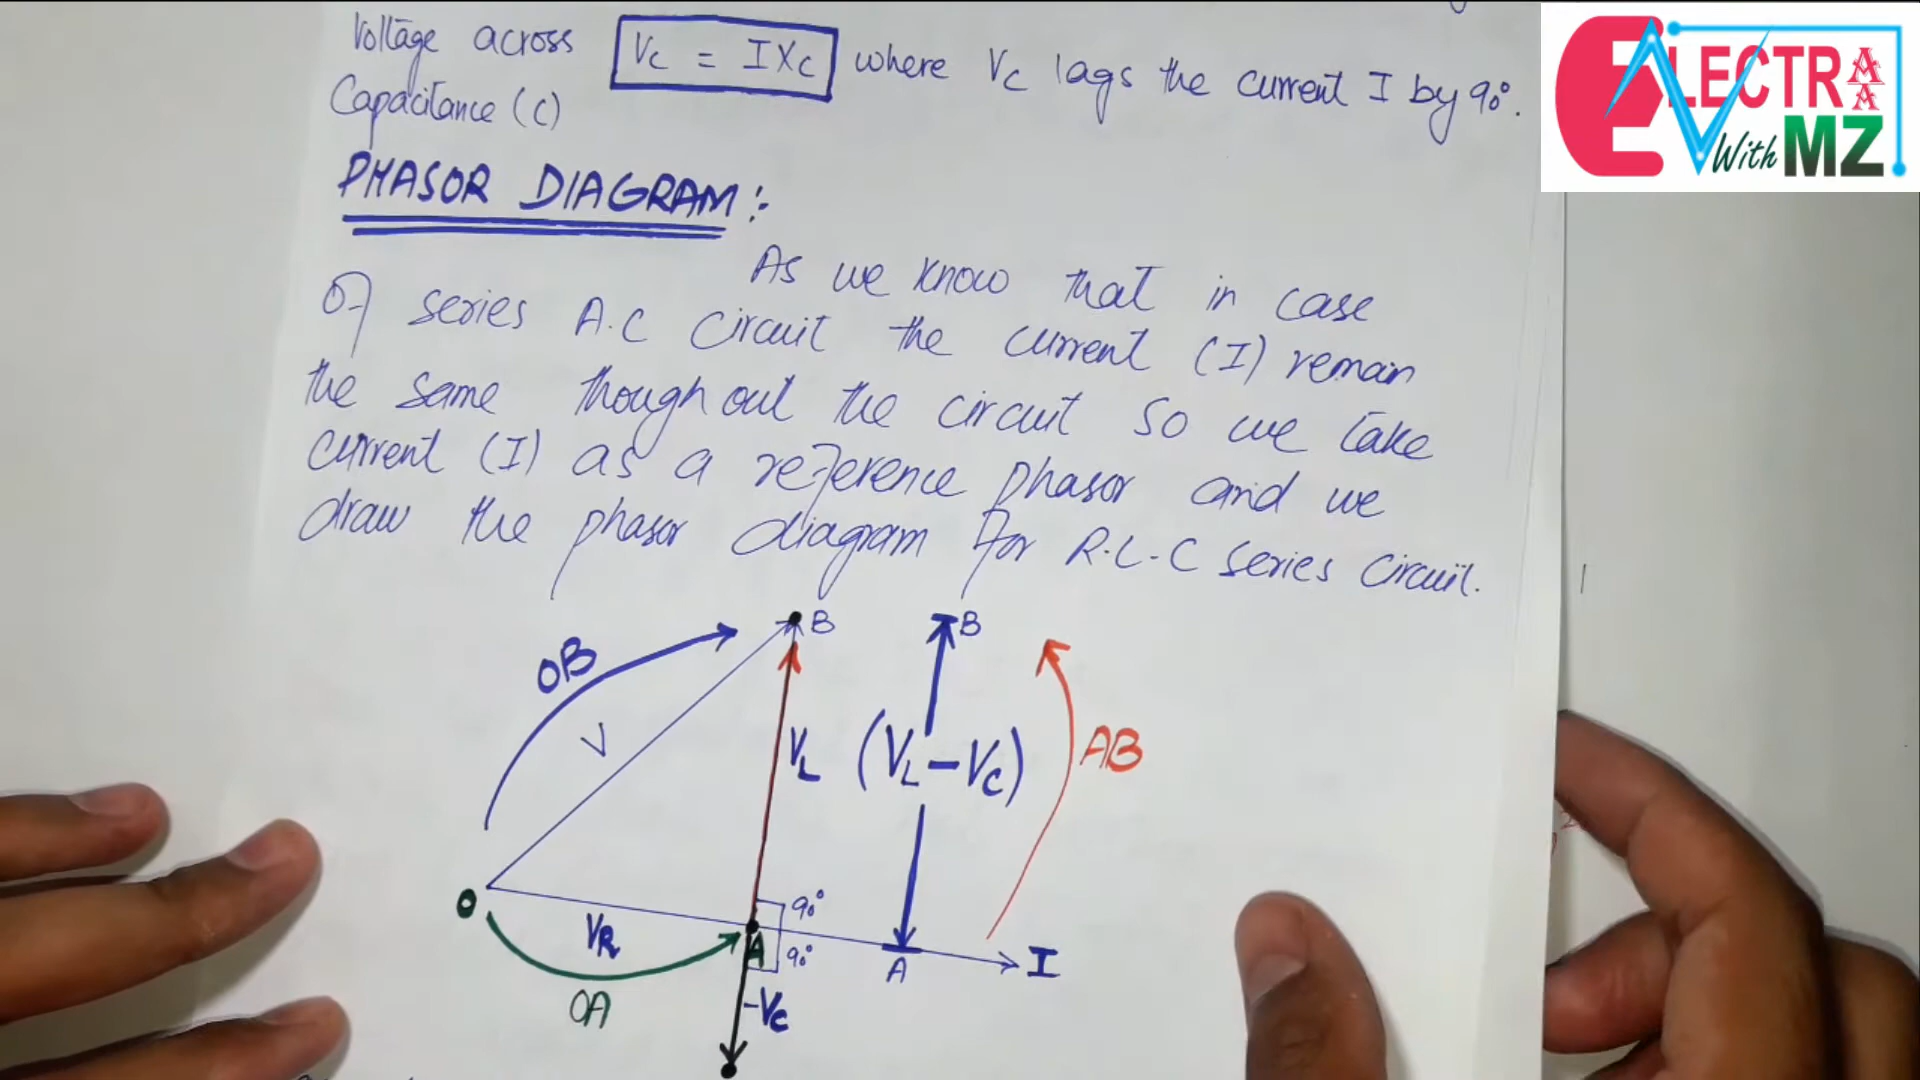 Voltage across
Capacitance (C)
VC = IXC
where VC lags the current I by 90°.
ELECTRA
AA
With MZ
PHASOR DIAGRAM:-
As we know that in case
of series A.C circuit the current (I) remain
the same thoughout the circuit so we take
current (I) as a reference phasor and we
draw the phasor diagram for R-L-C series circuit.
OB
B
B
V
VL
(VL-VC)
AB
O
VR
A
90°
90°
A
I
OA
-VC